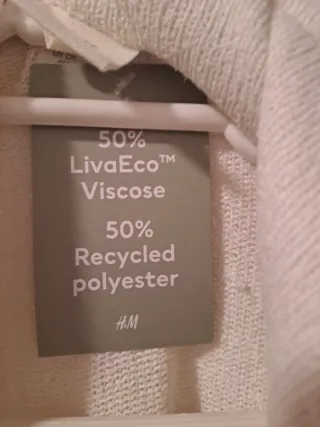 50%
LivaEco™
Viscose
50%
Recycled
polyester
H&M